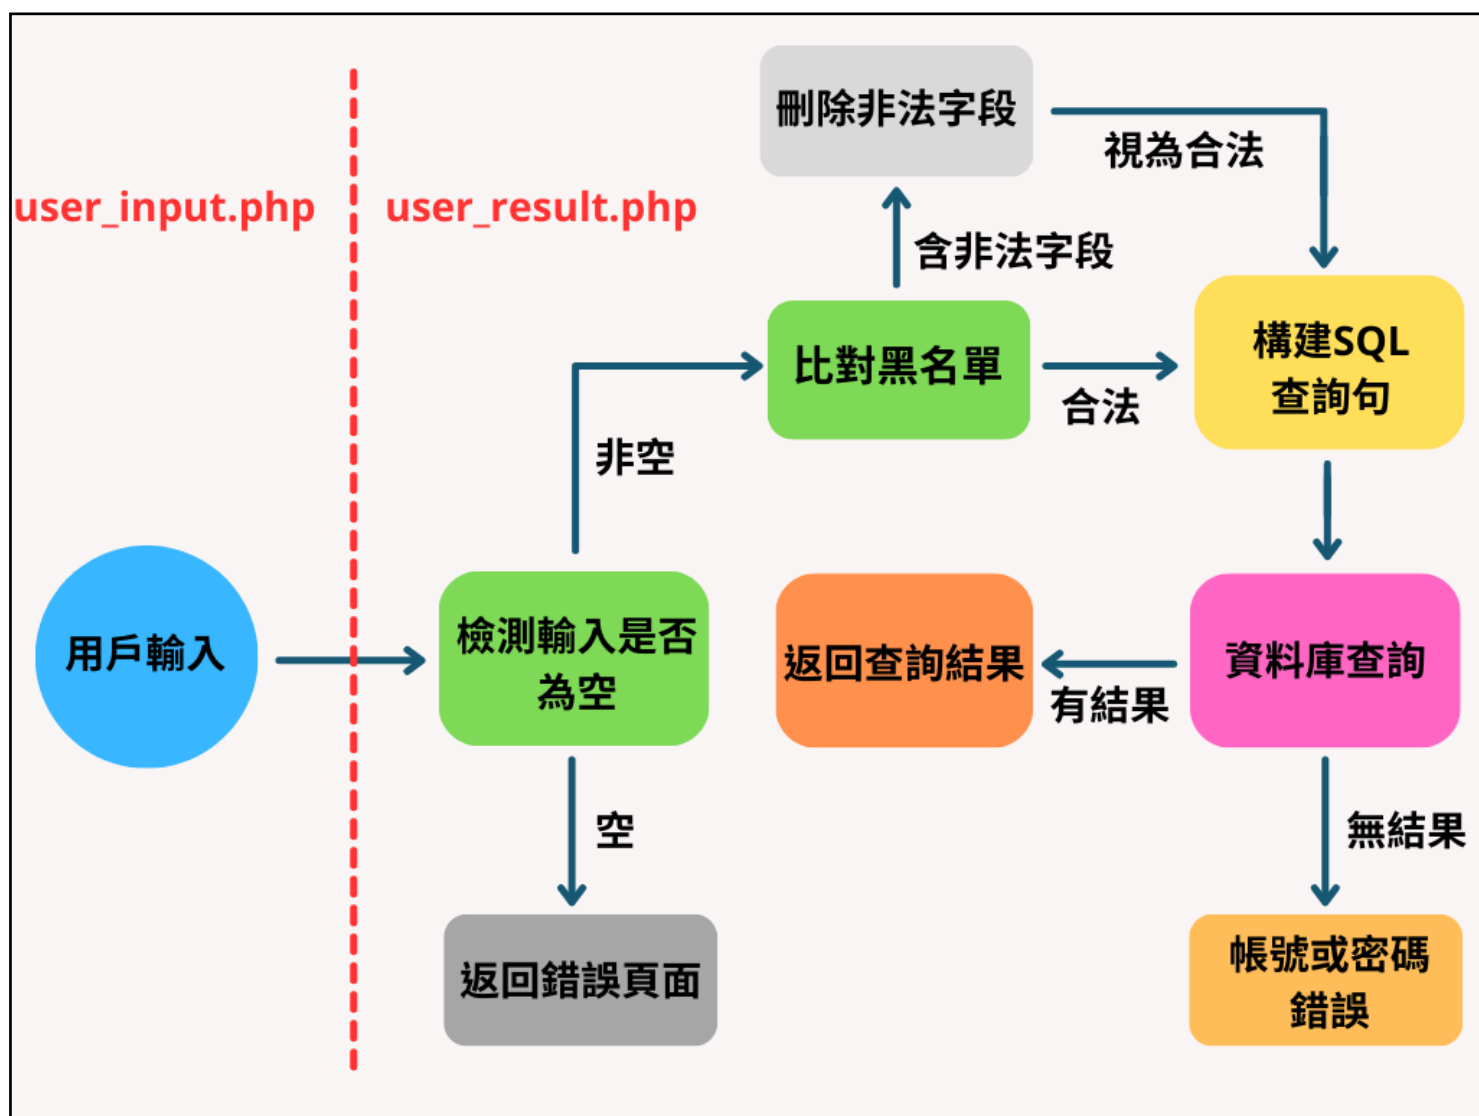 刪除非法字段
視為合法
user_input.php
user_result.php
含非法字段
比對黑名單
合法
構建SQL
查詢句
非空
用戶輸入
檢測輸入是否
為空
返回查詢結果
有結果
資料庫查詢
空
無結果
返回錯誤頁面
帳號或密碼
錯誤